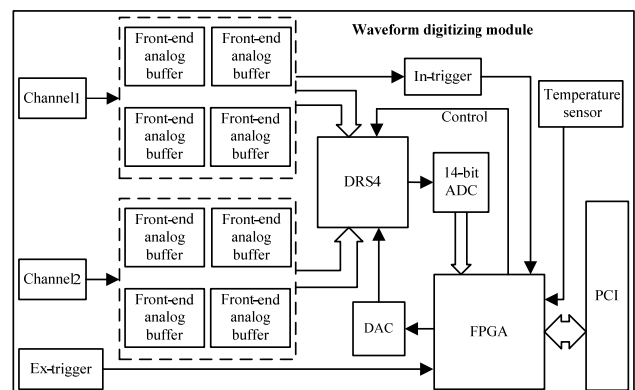 Waveform digitizing module
Front-end
analog
buffer
Front-end
analog
buffer
Channel1
Front-end
analog
buffer
Front-end
analog
buffer
In-trigger
Temperature
sensor
Control
DRS4
14-bit
ADC
Front-end
analog
buffer
Front-end
analog
buffer
Channel2
Front-end
analog
buffer
Front-end
analog
buffer
DAC
FPGA
PCI
Ex-trigger